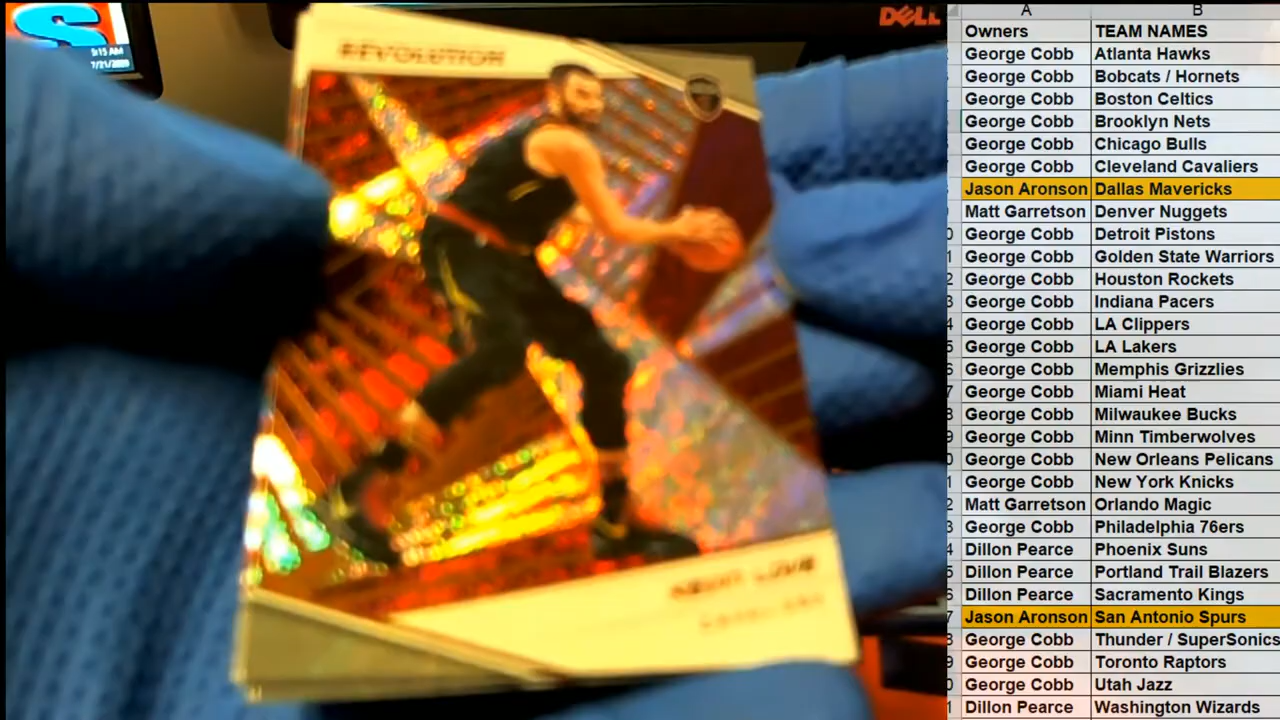 DELL
9:15 AM
REVOLUTION
KEVIN LOVE
CAVALIERS
A B
Owners TEAM NAMES
George Cobb Atlanta Hawks
George Cobb Bobcats / Hornets
George Cobb Boston Celtics
George Cobb Brooklyn Nets
George Cobb Chicago Bulls
George Cobb Cleveland Cavaliers
Jason Aronson Dallas Mavericks
Matt Garretson Denver Nuggets
George Cobb Detroit Pistons
George Cobb Golden State Warriors
George Cobb Houston Rockets
George Cobb Indiana Pacers
George Cobb LA Clippers
George Cobb LA Lakers
George Cobb Memphis Grizzlies
George Cobb Miami Heat
George Cobb Milwaukee Bucks
George Cobb Minn Timberwolves
George Cobb New Orleans Pelicans
George Cobb New York Knicks
Matt Garretson Orlando Magic
George Cobb Philadelphia 76ers
Dillon Pearce Phoenix Suns
Dillon Pearce Portland Trail Blazers
Dillon Pearce Sacramento Kings
Jason Aronson San Antonio Spurs
George Cobb Thunder / SuperSonics
George Cobb Toronto Raptors
George Cobb Utah Jazz
Dillon Pearce Washington Wizards